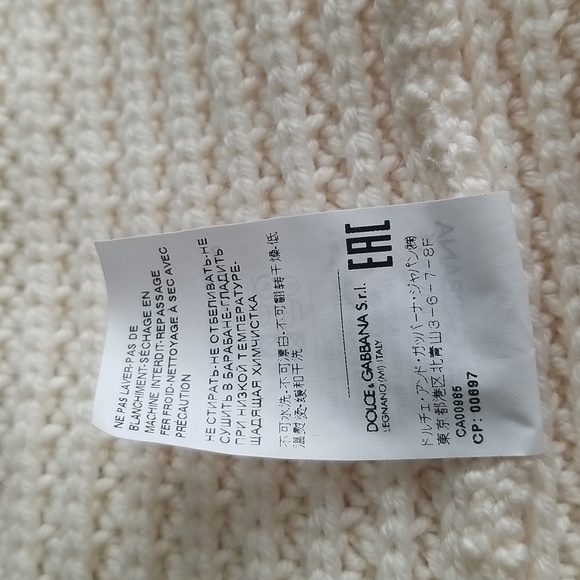 NE PAS LAVER-PAS DE
BLANCHIMENT-SÉCHAGE EN
MACHINE INTERDIT-REPASSAGE
FER FROID-NETTOYAGE À SEC AVEC
PRÉCAUTION
НЕ СТИРАТЬ-НЕ ОТБЕЛИВАТЬ-НЕ
СУШИТЬ В БАРАБАНЕ-ГЛАДИТЬ
ПРИ НИЗКОЙ ТЕМПЕРАТУРЕ-
ЩАДЯЩАЯ ХИМЧИСТКА
不可水洗-不可漂白-不可翻转干燥-低
温熨烫-缓和干洗
EAC
DOLCE & GABBANA S.r.l.
LEGNANO (MI) ITALY
ドルチェ・アンド・ガッバーナ・ジャパン㈱
東京都港区北青山3-6-7-8F
CA00985
CP: 00697